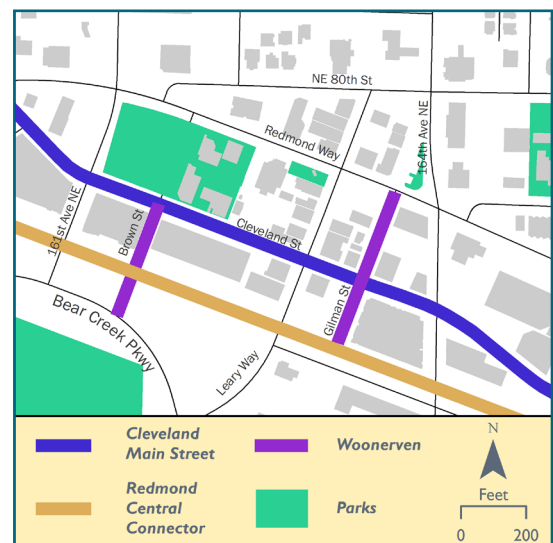 NE 80th St
Redmond Way
164th Ave NE
161st Ave NE
Brown St
Cleveland St
Gilman St
Bear Creek Pkwy
Leary Way
Cleveland
Main Street
Woonerven
Redmond
Central
Connector
Parks
N
Feet
0 200